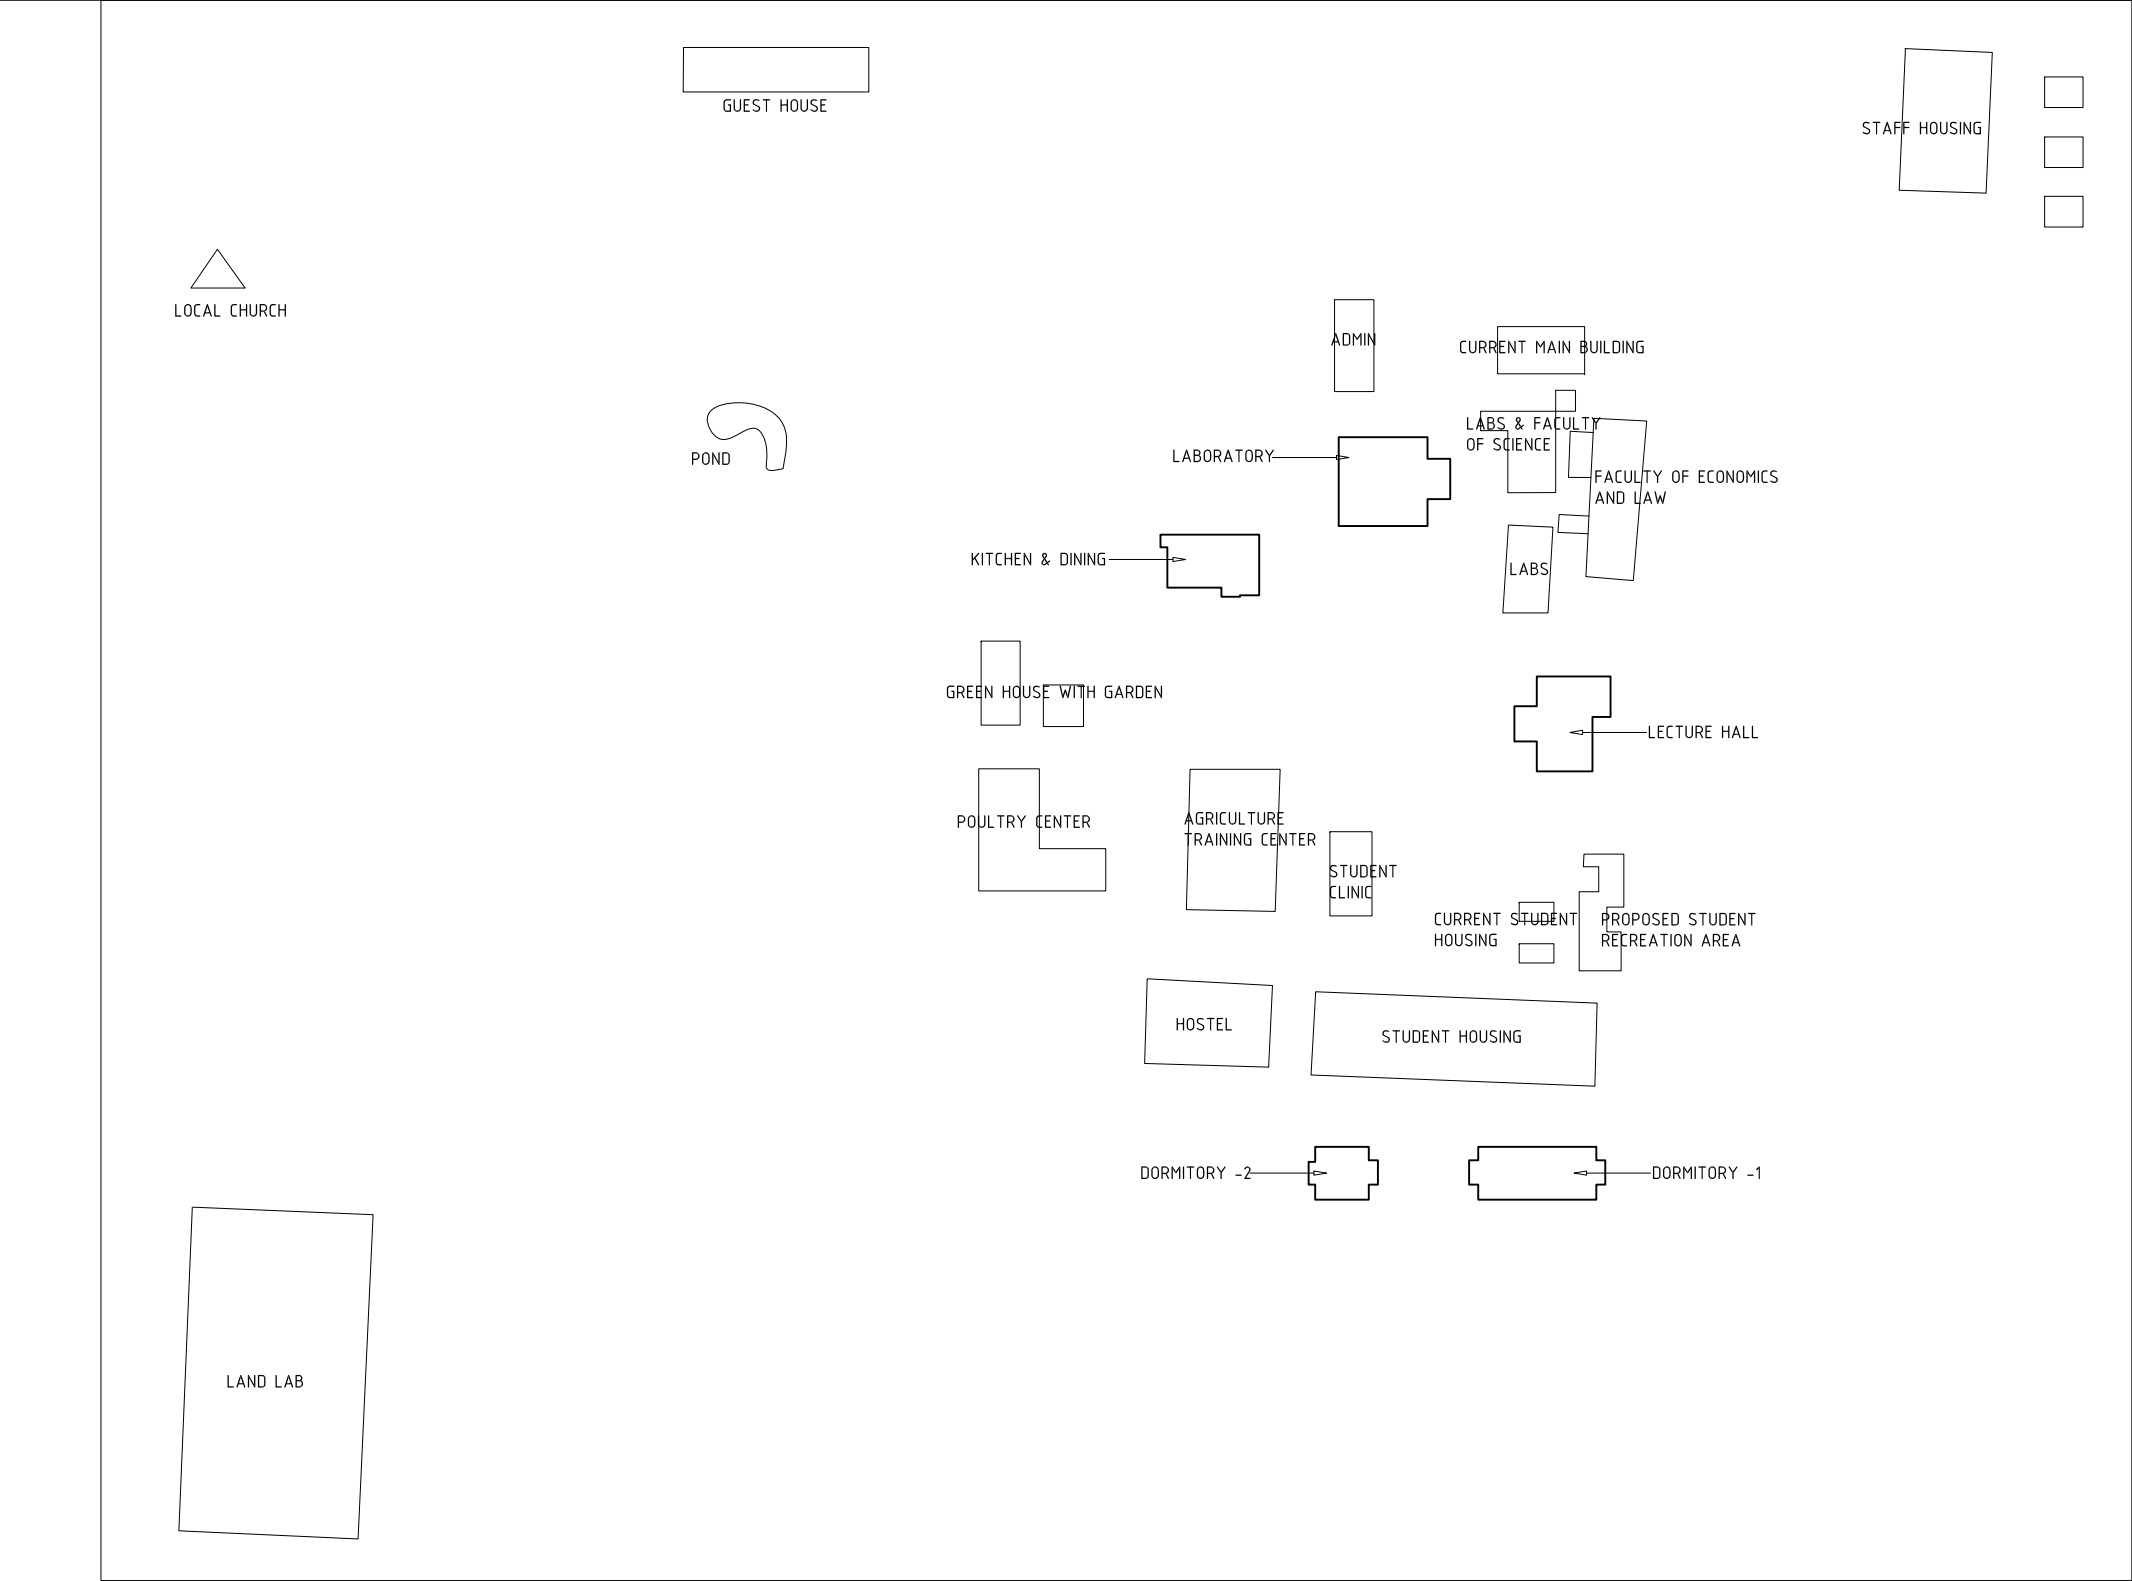 GUEST HOUSE
STAFF HOUSING
LOCAL CHURCH
ADMIN
CURRENT MAIN BUILDING
LABS & FACULTY
OF SCIENCE
LABORATORY
POND
FACULTY OF ECONOMICS
AND LAW
KITCHEN & DINING
LABS
GREEN HOUSE WITH GARDEN
LECTURE HALL
POULTRY CENTER
AGRICULTURE
TRAINING CENTER
STUDENT
CLINIC
CURRENT STUDENT
HOUSING
PROPOSED STUDENT
RECREATION AREA
HOSTEL
STUDENT HOUSING
DORMITORY -2
DORMITORY -1
LAND LAB